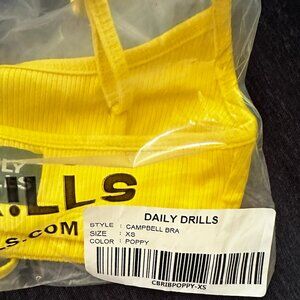 LLS
S.COM
DAILY DRILLS
STYLE : CAMPBELL BRA
SIZE : XS
COLOR : POPPY
CBRIBPOPPY-XS